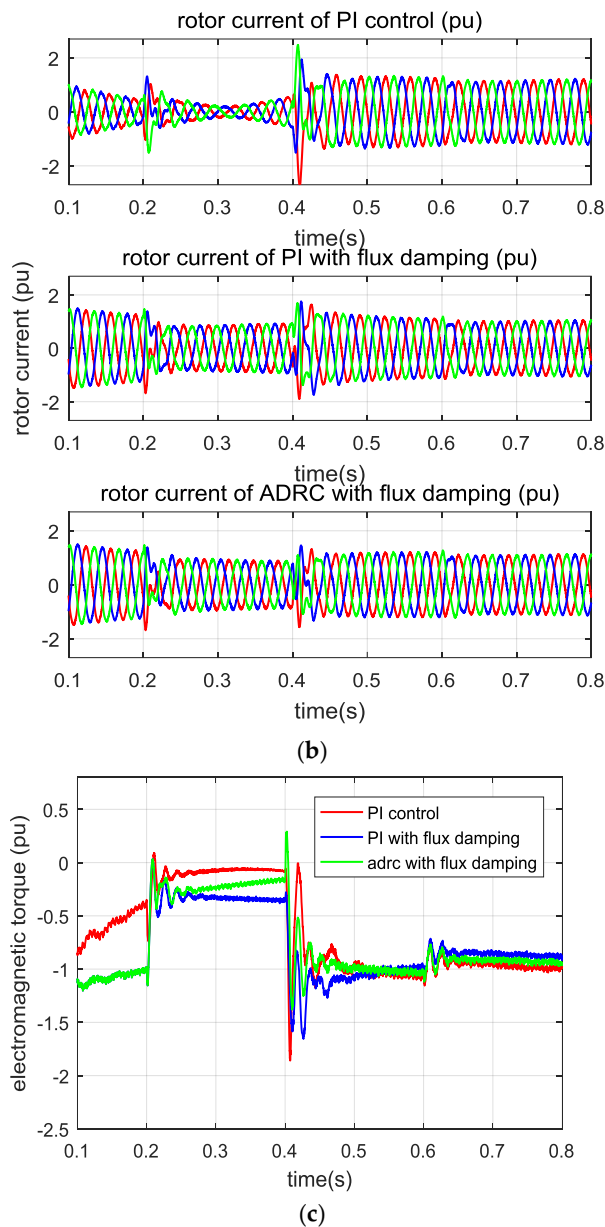 rotor current of PI control (pu)
2
0
-2
0.1 0.2 0.3 0.4 0.5 0.6 0.7 0.8
time(s)
rotor current of PI with flux damping (pu)
rotor current (pu)
2
0
-2
0.1 0.2 0.3 0.4 0.5 0.6 0.7 0.8
time(s)
rotor current of ADRC with flux damping (pu)
2
0
-2
0.1 0.2 0.3 0.4 0.5 0.6 0.7 0.8
time(s)
(b)
electromagnetic torque (pu)
0.5
0
-0.5
-1
-1.5
-2
-2.5
PI control
PI with flux damping
adrc with flux damping
0.1 0.2 0.3 0.4 0.5 0.6 0.7 0.8
time(s)
(c)